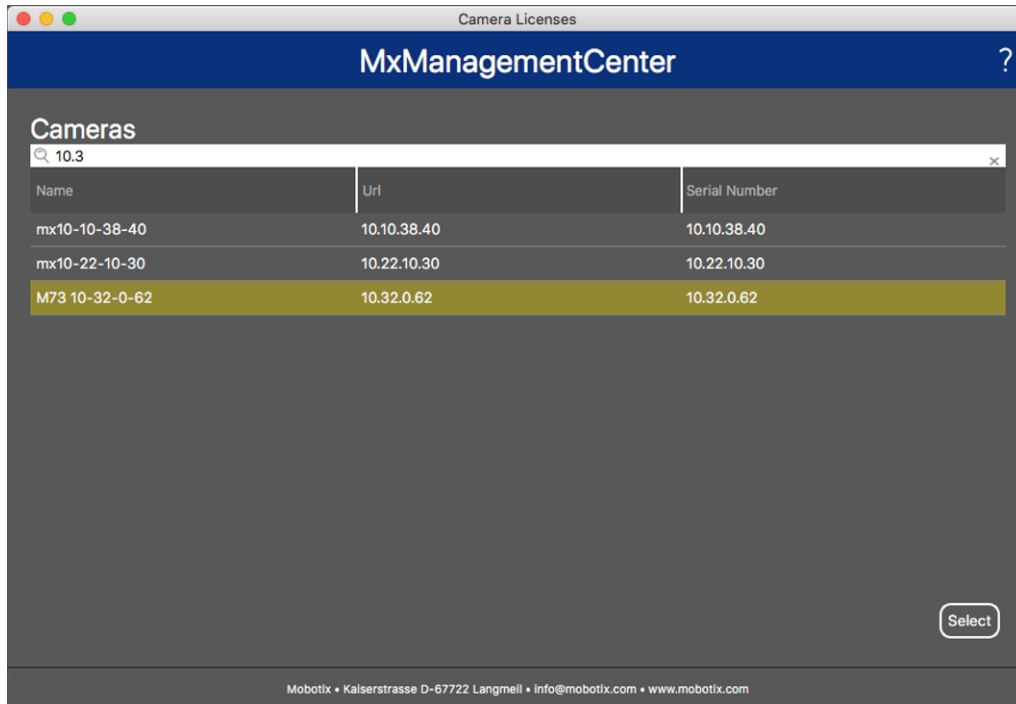 Camera Licenses
MxManagementCenter ?
Cameras
10.3 ×
Name Url Serial Number
mx10-10-38-40 10.10.38.40 10.10.38.40
mx10-22-10-30 10.22.10.30 10.22.10.30
M73 10-32-0-62 10.32.0.62 10.32.0.62
Select
Mobotix • Kaiserstrasse D-67722 Langmeil • info@mobotix.com • www.mobotix.com